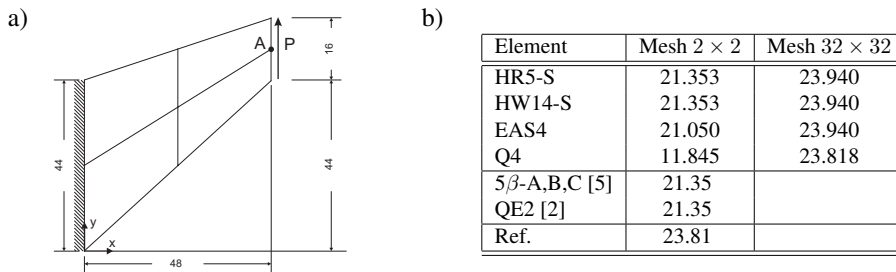 a)
b)
A P
16
44
44
y
x
48
Element Mesh 2 × 2 Mesh 32 × 32
HR5-S 21.353 23.940
HW14-S 21.353 23.940
EAS4 21.050 23.940
Q4 11.845 23.818
5β-A,B,C [5] 21.35
QE2 [2] 21.35
Ref. 23.81